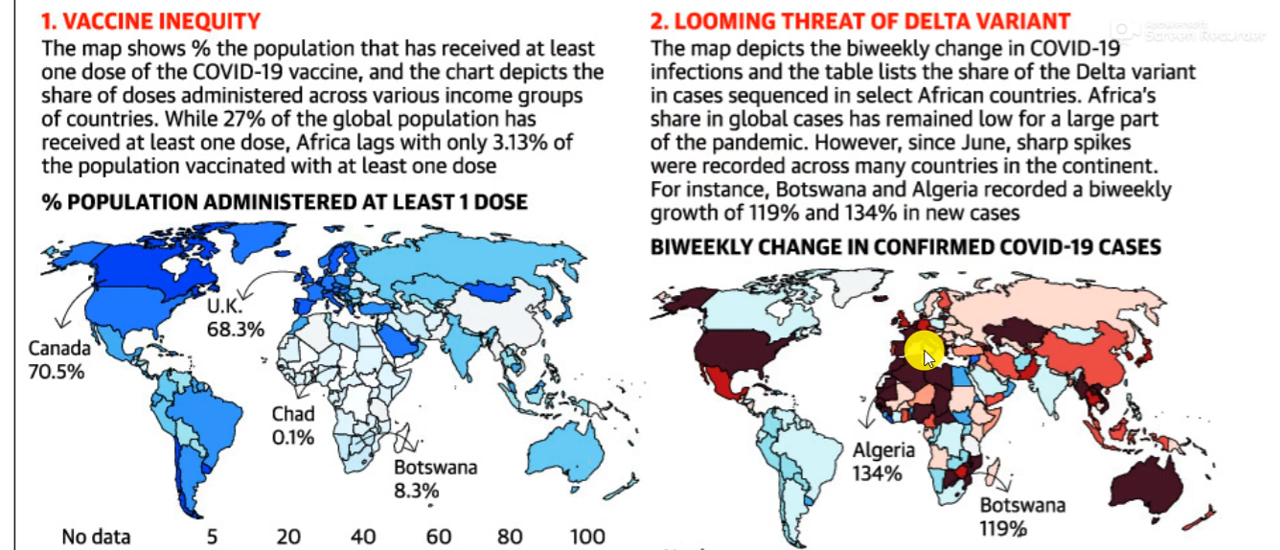 1. VACCINE INEQUITY
The map shows % the population that has received at least
one dose of the COVID-19 vaccine, and the chart depicts the
share of doses administered across various income groups
of countries. While 27% of the global population has
received at least one dose, Africa lags with only 3.13% of
the population vaccinated with at least one dose
% POPULATION ADMINISTERED AT LEAST 1 DOSE
U.K.
68.3%
Canada
70.5%
Chad
0.1%
Botswana
8.3%
No data 5 20 40 60 80 100
2. LOOMING THREAT OF DELTA VARIANT
The map depicts the biweekly change in COVID-19
infections and the table lists the share of the Delta variant
in cases sequenced in select African countries. Africa's
share in global cases has remained low for a large part
of the pandemic. However, since June, sharp spikes
were recorded across many countries in the continent.
For instance, Botswana and Algeria recorded a biweekly
growth of 119% and 134% in new cases
BIWEEKLY CHANGE IN CONFIRMED COVID-19 CASES
Algeria
134%
Botswana
119%
Screen Recorder